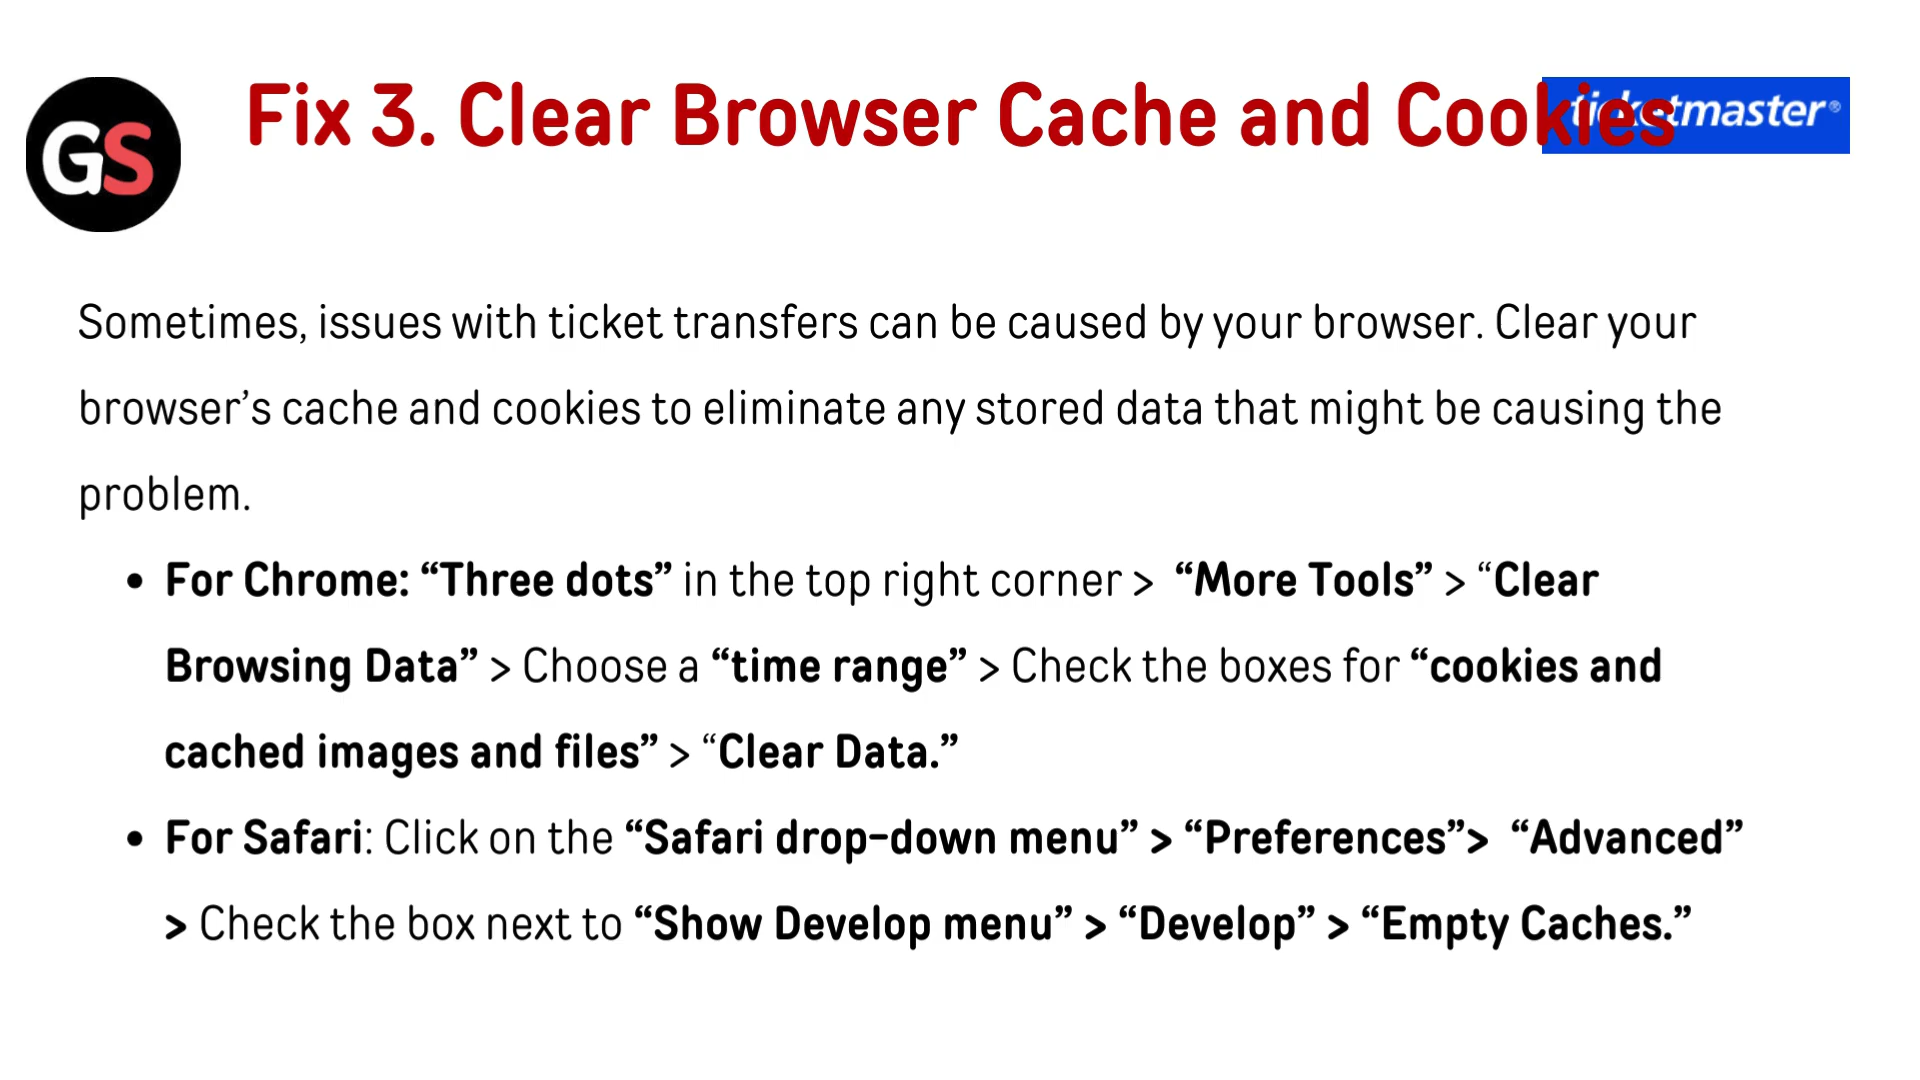 GS
Fix 3. Clear Browser Cache and Cookies
ticketmaster®
Sometimes, issues with ticket transfers can be caused by your browser. Clear your
browser’s cache and cookies to eliminate any stored data that might be causing the
problem.
• For Chrome: “Three dots” in the top right corner > “More Tools” > “Clear
Browsing Data” > Choose a “time range” > Check the boxes for “cookies and
cached images and files” > “Clear Data.”
• For Safari: Click on the “Safari drop-down menu” > “Preferences”> “Advanced”
> Check the box next to “Show Develop menu” > “Develop” > “Empty Caches.”